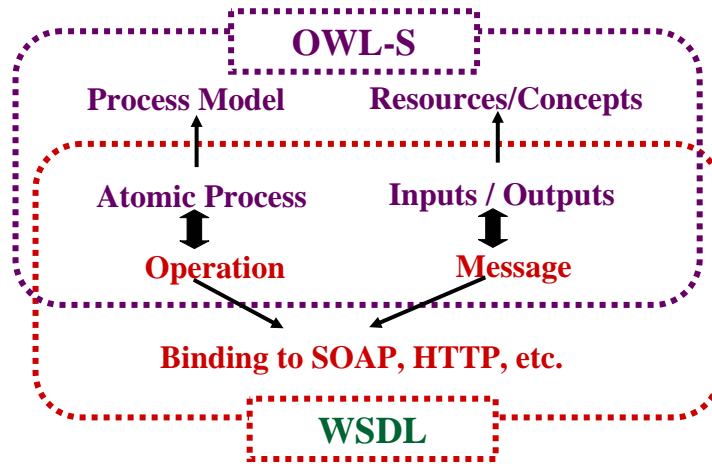 OWL-S
Process Model
Resources/Concepts
Atomic Process
Inputs / Outputs
Operation
Message
Binding to SOAP, HTTP, etc.
WSDL